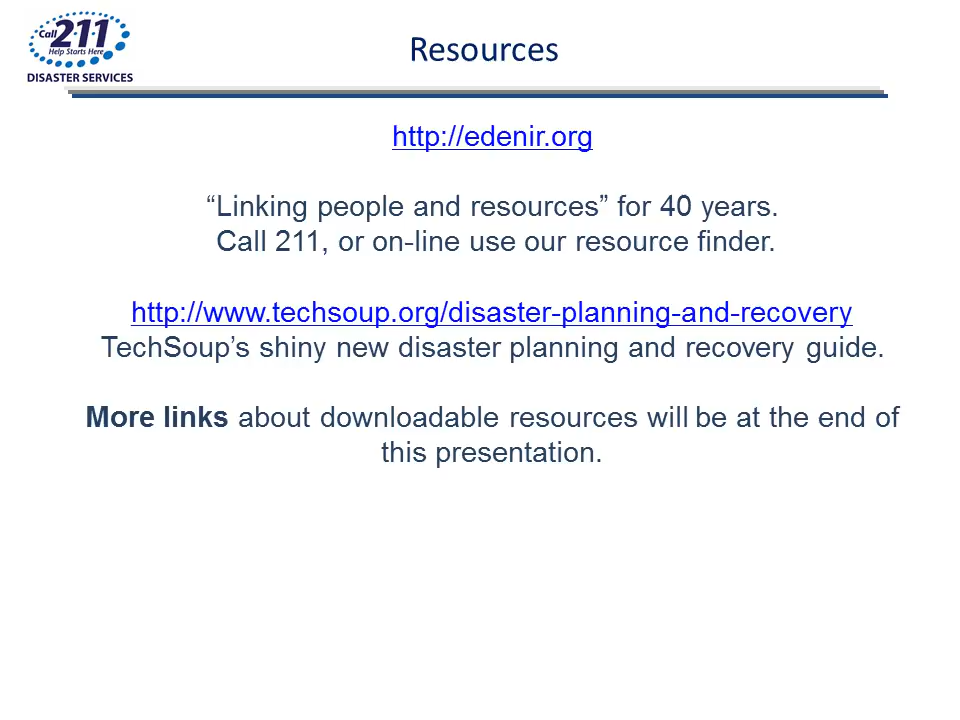 Call 211
Help Starts Here
DISASTER SERVICES
Resources
http://edenir.org
“Linking people and resources” for 40 years.
Call 211, or on-line use our resource finder.
http://www.techsoup.org/disaster-planning-and-recovery
TechSoup’s shiny new disaster planning and recovery guide.
More links about downloadable resources will be at the end of
this presentation.